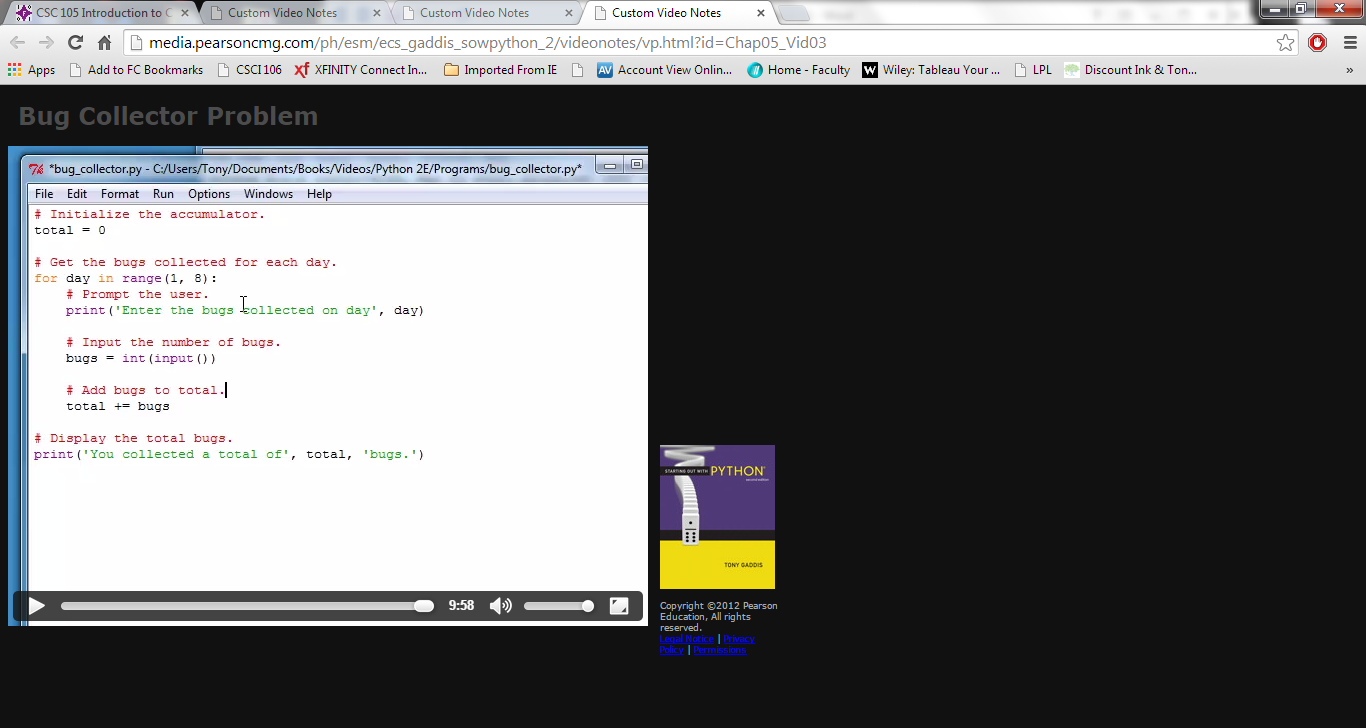 CSC 105 Introduction to C
Custom Video Notes
Custom Video Notes
Custom Video Notes
media.pearsoncmg.com/ph/esm/ecs_gaddis_sowpython_2/videonotes/vp.html?id=Chap05_Vid03
Apps Add to FC Bookmarks CSCI106 XFINITY Connect In... Imported From IE AV Account View Onlin... Home - Faculty W Wiley: Tableau Your ... LPL Discount Ink & Ton... »
Bug Collector Problem
*bug_collector.py - C:/Users/Tony/Documents/Books/Videos/Python 2E/Programs/bug_collector.py*
File Edit Format Run Options Windows Help
# Initialize the accumulator.
total = 0
# Get the bugs collected for each day.
for day in range(1, 8):
# Prompt the user.
print('Enter the bugs collected on day', day)
# Input the number of bugs.
bugs = int(input())
# Add bugs to total.
total += bugs
# Display the total bugs.
print('You collected a total of', total, 'bugs.')
9:58
STARTING OUT WITH PYTHON
second edition
TONY GADDIS
Copyright ©2012 Pearson
Education, All rights
reserved.
Legal Notice | Privacy
Policy | Permissions